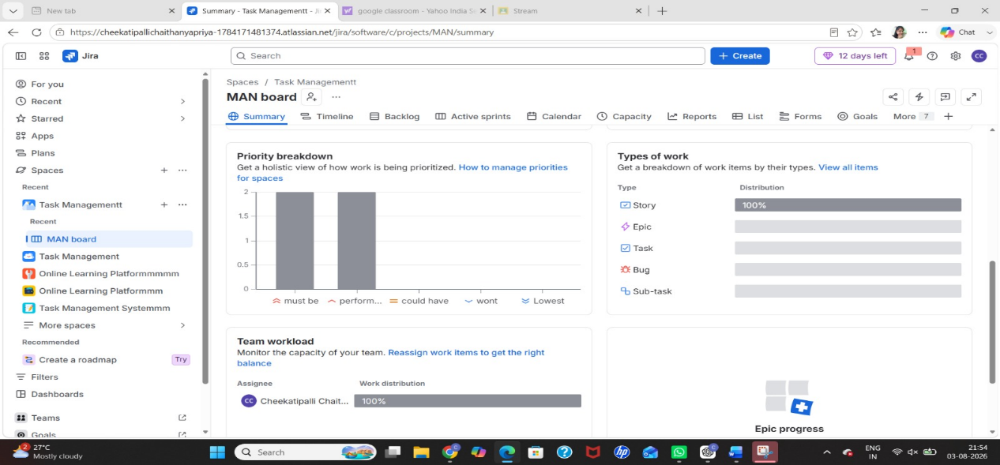 New tab
Summary - Task Managementt - Ji
google classroom - Yahoo India S
Stream
https://cheekatipallichaithanyapriya-1784171481374.atlassian.net/jira/software/c/projects/MAN/summary
Chat
Jira
Search
+ Create
12 days left
1
CC
For you
Recent
Starred
Apps
Plans
Spaces
Recent
Task Managementt
Recent
MAN board
Task Management
Online Learning Platformmmmm
Online Learning Platformmm
Task Management Systemmm
More spaces
Recommended
Create a roadmap
Try
Filters
Dashboards
Teams
Goals
Spaces / Task Managementt
MAN board
Summary
Timeline
Backlog
Active sprints
Calendar
Capacity
Reports
List
Forms
Goals
More 7
Priority breakdown
Get a holistic view of how work is being prioritized. How to manage priorities
for spaces
2
1.5
1
0.5
0
must be
perform...
could have
wont
Lowest
Types of work
Get a breakdown of work items by their types. View all items
Type
Distribution
Story
100%
Epic
Task
Bug
Sub-task
Team workload
Monitor the capacity of your team. Reassign work items to get the right
balance
Assignee
Work distribution
CC
Cheekatipalli Chait...
100%
Epic progress
2
27°C
Mostly cloudy
Search
ENG
IN
21:54
03-08-2026